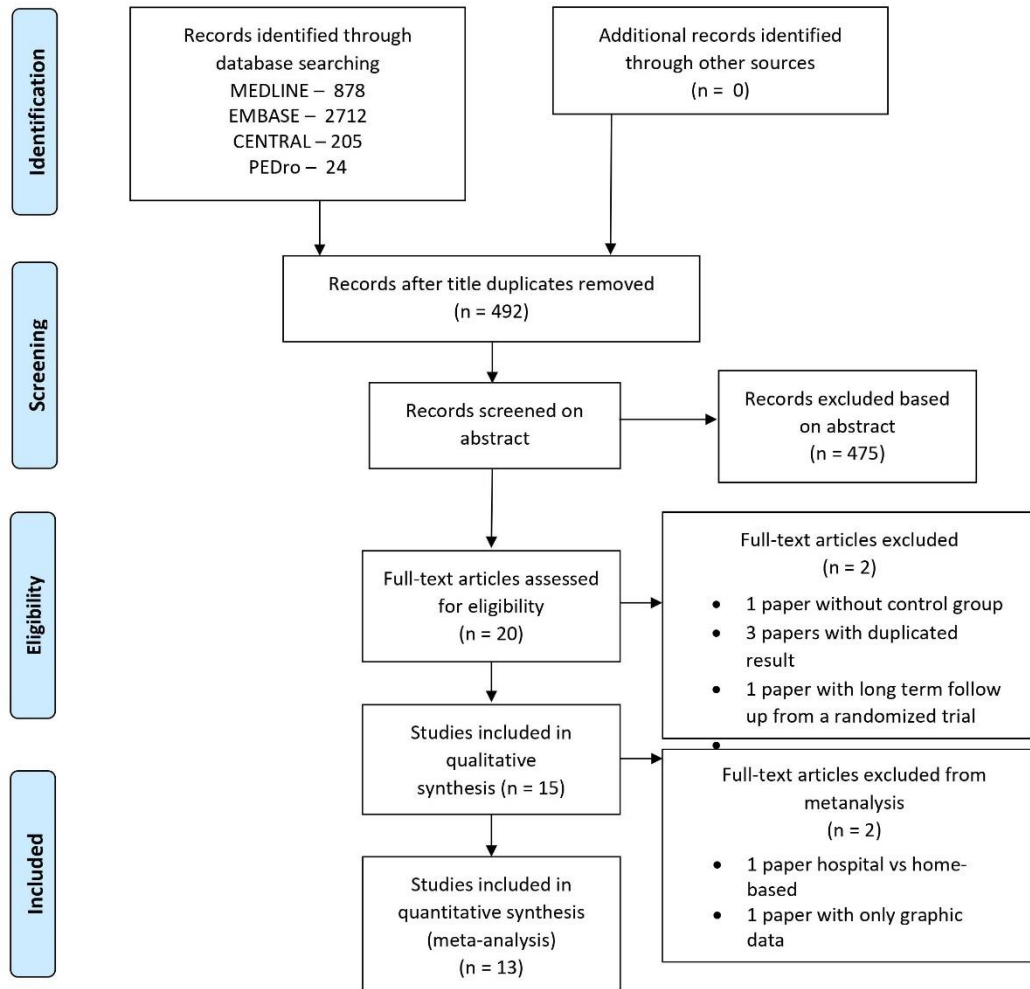 Identification
Records identified through
database searching
MEDLINE – 878
EMBASE – 2712
CENTRAL – 205
PEDro – 24
Additional records identified
through other sources
(n = 0)
Screening
Records after title duplicates removed
(n = 492)
Records screened on
abstract
Records excluded based
on abstract
(n = 475)
Eligibility
Full-text articles assessed
for eligibility
(n = 20)
Full-text articles excluded
(n = 2)
• 1 paper without control group
• 3 papers with duplicated
result
• 1 paper with long term follow
up from a randomized trial
•
Studies included in
qualitative
synthesis (n = 15)
Included
Full-text articles excluded from
metanalysis
(n = 2)
• 1 paper hospital vs home-
based
• 1 paper with only graphic
data
Studies included in
quantitative synthesis
(meta-analysis)
(n = 13)